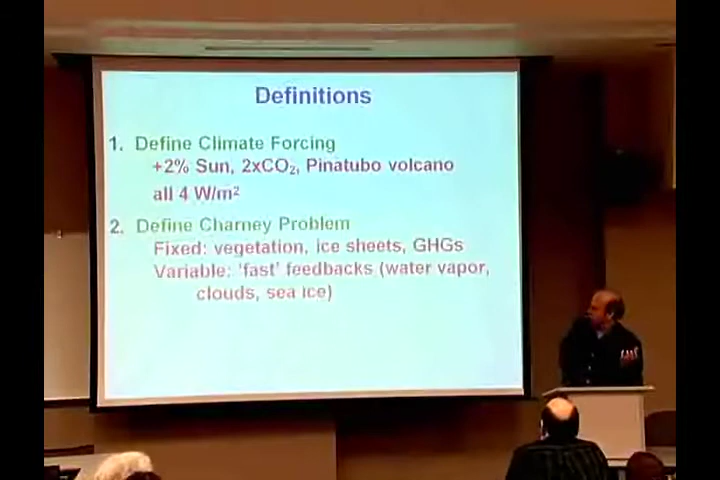 Definitions
1. Define Climate Forcing
+2% Sun, 2xCO₂, Pinatubo volcano
all 4 W/m²
2. Define Charney Problem
Fixed: vegetation, ice sheets, GHGs
Variable: ‘fast’ feedbacks (water vapor,
clouds, sea ice)